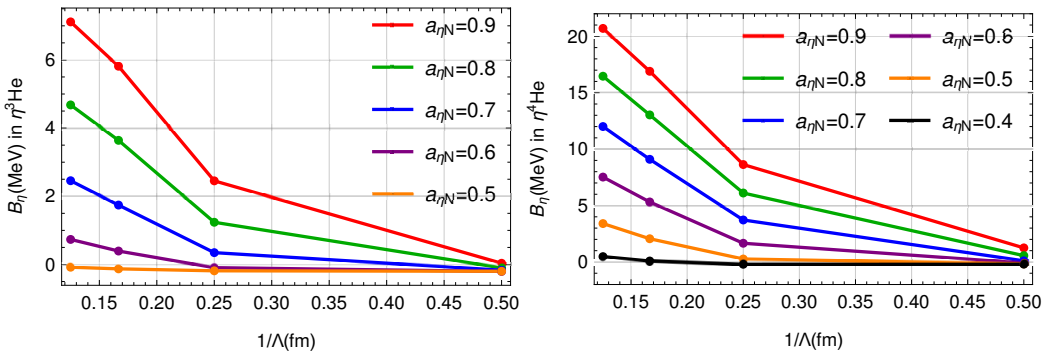 B_η(MeV) in η³He
6
4
2
0
0.15 0.20 0.25 0.30 0.35 0.40 0.45 0.50
1/Λ(fm)
a_ηN=0.9
a_ηN=0.8
a_ηN=0.7
a_ηN=0.6
a_ηN=0.5
B_η(MeV) in η⁴He
20
15
10
5
0
0.15 0.20 0.25 0.30 0.35 0.40 0.45 0.50
1/Λ(fm)
a_ηN=0.9 a_ηN=0.6
a_ηN=0.8 a_ηN=0.5
a_ηN=0.7 a_ηN=0.4